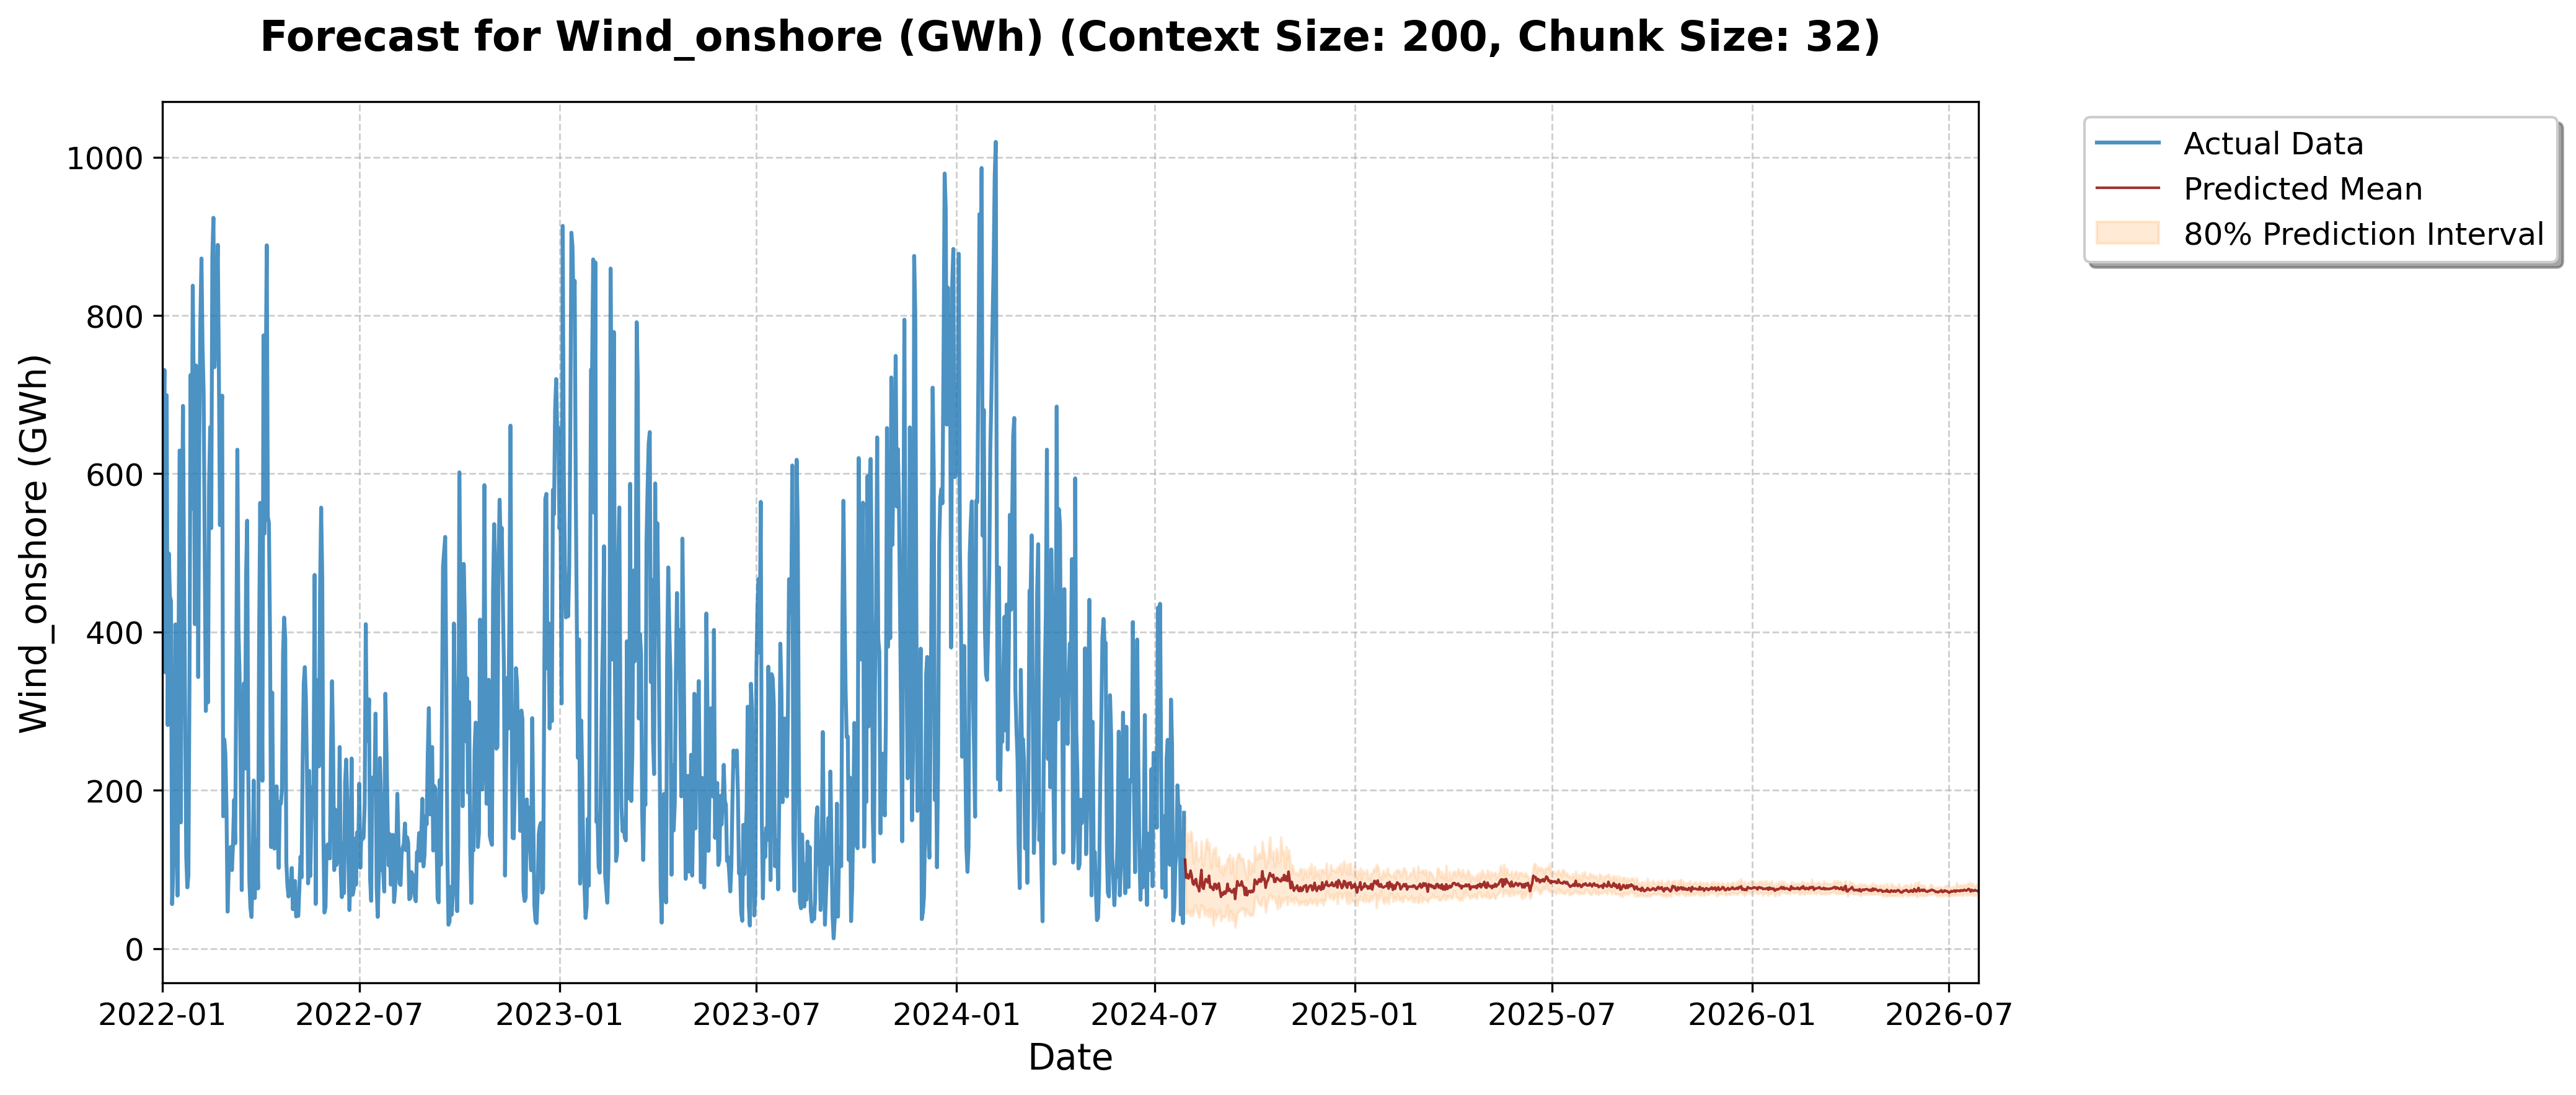 Forecast for Wind_onshore (GWh) (Context Size: 200, Chunk Size: 32)
Actual Data
Predicted Mean
80% Prediction Interval
Wind_onshore (GWh)
1000
800
600
400
200
0
2022-01 2022-07 2023-01 2023-07 2024-01 2024-07 2025-01 2025-07 2026-01 2026-07
Date